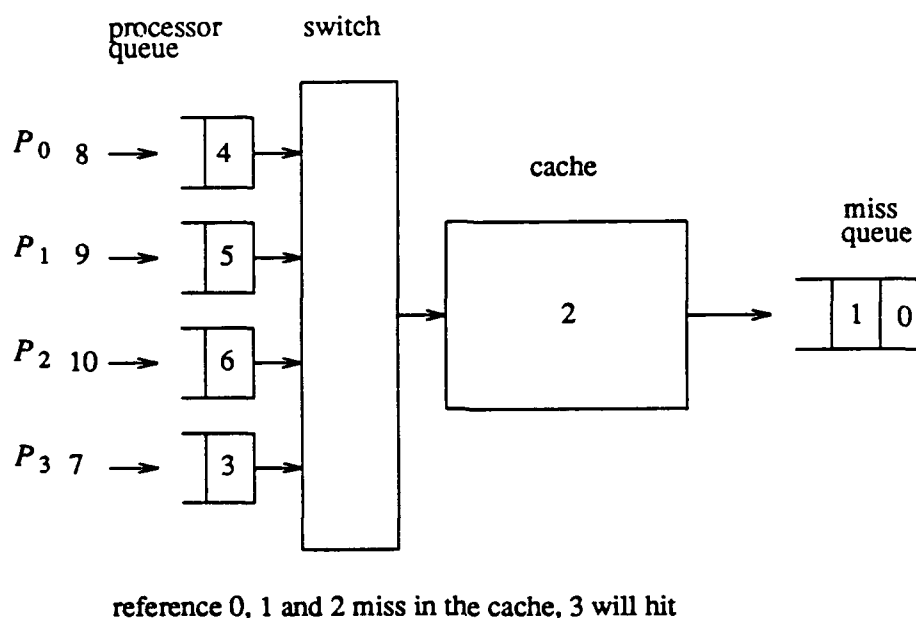 processor
queue
switch
P0 8
4
P1 9
5
P2 10
6
P3 7
3
cache
2
miss
queue
1 0
reference 0, 1 and 2 miss in the cache, 3 will hit